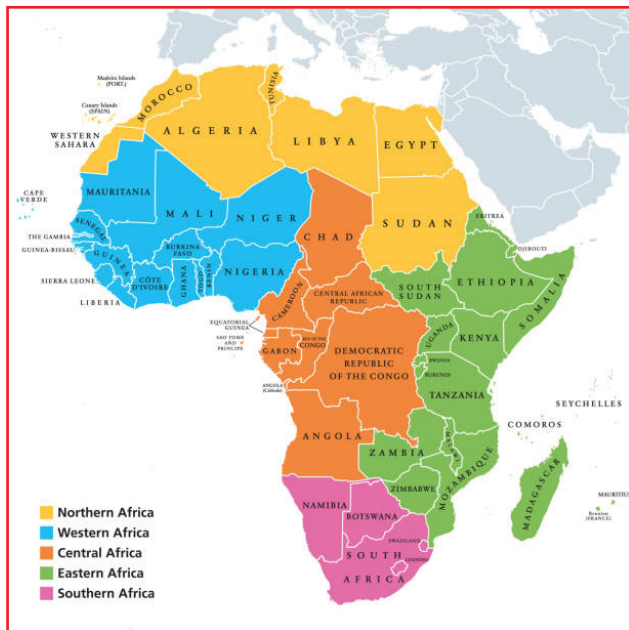 Madeira Islands
(PORT.)
Canary Islands
(SPAIN)
MOROCCO
TUNISIA
ALGERIA
LIBYA
EGYPT
WESTERN
SAHARA
CAPE
VERDE
MAURITANIA
MALI
NIGER
CHAD
SUDAN
ERITREA
DJIBOUTI
SENEGAL
THE GAMBIA
GUINEA-BISSAU
GUINEA
SIERRA LEONE
LIBERIA
CÔTE
D'IVOIRE
BURKINA
FASO
GHANA
TOGO
BENIN
NIGERIA
CAMEROON
CENTRAL AFRICAN
REPUBLIC
SOUTH
SUDAN
ETHIOPIA
SOMALIA
EQUATORIAL
GUINEA
SAO TOME
AND
PRINCIPE
GABON
REP. OF THE
CONGO
DEMOCRATIC
REPUBLIC
OF THE CONGO
UGANDA
KENYA
RWANDA
BURUNDI
TANZANIA
SEYCHELLES
COMOROS
ANGOLA
(Cabinda)
ANGOLA
ZAMBIA
MALAWI
MOZAMBIQUE
ZIMBABWE
MADAGASCAR
MAURITIUS
Reunion
(FRANCE)
NAMIBIA
BOTSWANA
SWAZILAND
LESOTHO
SOUTH
AFRICA
Northern Africa
Western Africa
Central Africa
Eastern Africa
Southern Africa